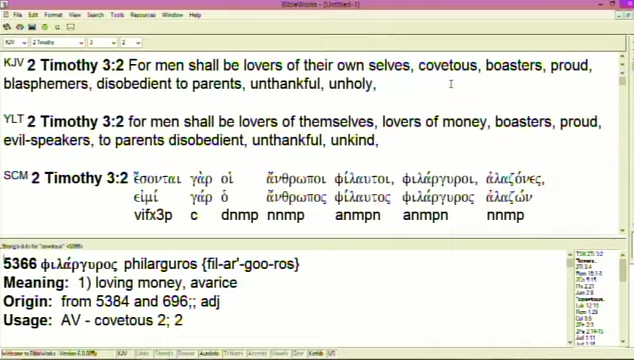 BibleWorks - [Untitled-1]
File Edit Format View Search Tools Resources Window Help
KJV 2 Timothy 3 2
KJV 2 Timothy 3:2 For men shall be lovers of their own selves, covetous, boasters, proud,
blasphemers, disobedient to parents, unthankful, unholy,
YLT 2 Timothy 3:2 for men shall be lovers of themselves, lovers of money, boasters, proud,
evil-speakers, to parents disobedient, unthankful, unkind,
SCM 2 Timothy 3:2 ἔσονται γὰρ οἱ ἄνθρωποι φίλαυτοι, φιλάργυροι, ἀλαζόνες,
εἰμί γάρ ὁ ἄνθρωπος φίλαυτος φιλάργυρος ἀλαζών
vifx3p c dnmp nnmp anmpn anmpn nnmp
5366 φιλάργυρος philarguros {fil-ar'-goo-ros}
Meaning: 1) loving money, avarice
Origin: from 5384 and 696;; adj
Usage: AV - covetous 2; 2